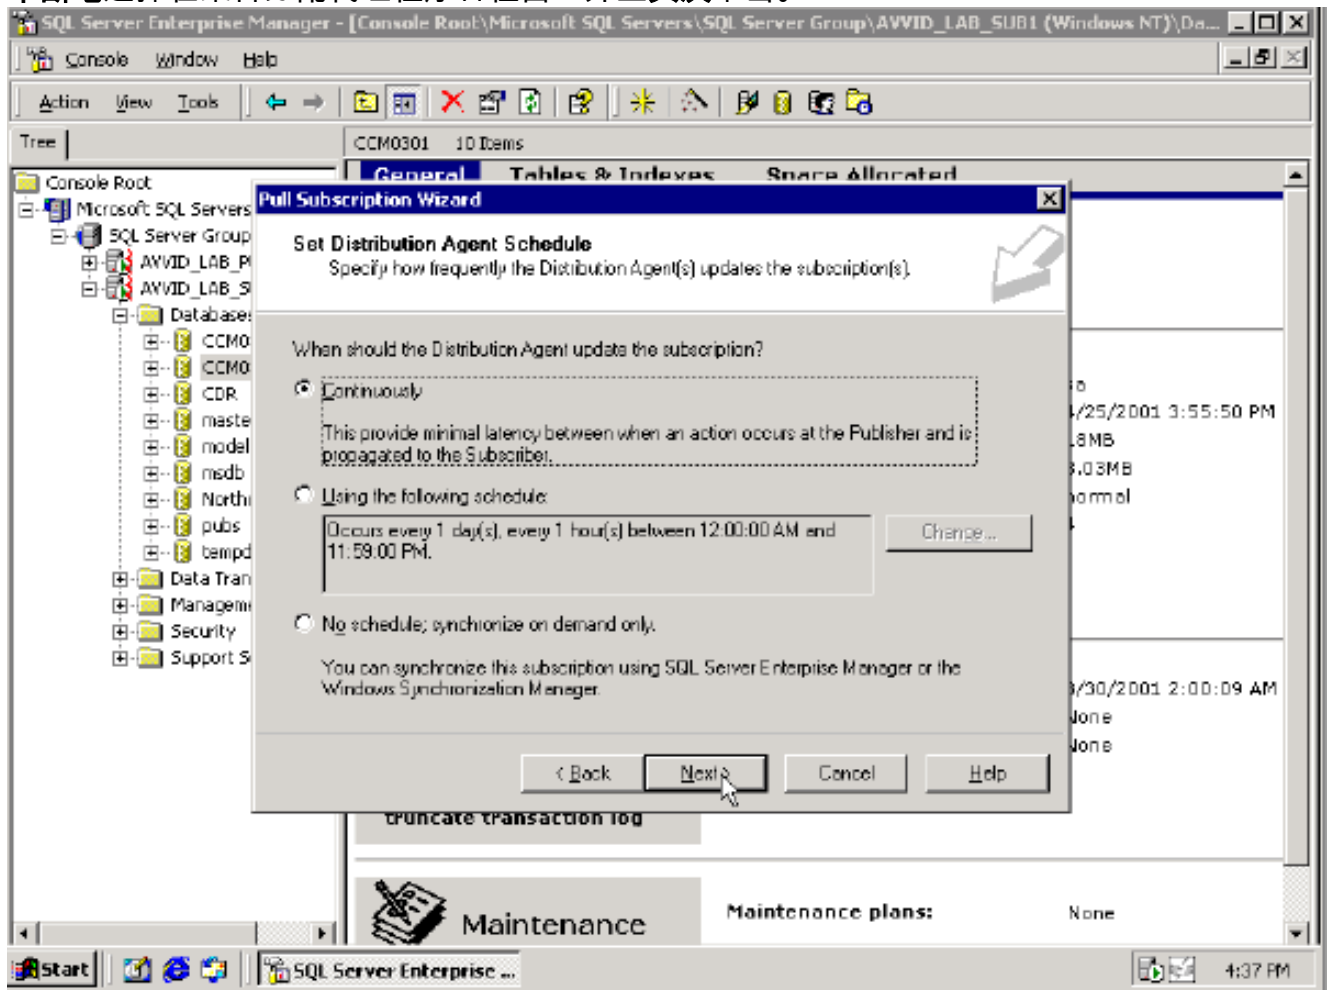 SQL Server Enterprise Manager - [Console Root\Microsoft SQL Servers\SQL Server Group\AVVID_LAB_SUB1 (Windows NT)\Da...
Console Window Help
Action View Tools
Tree
CCM0301 10 Items
General Tables & Indexes Space Allocated
Console Root
Microsoft SQL Servers
SQL Server Group
AVVID_LAB_P
AVVID_LAB_S
Databases
CCM0
CCM0
CDR
maste
model
msdb
North
pubs
tempd
Data Tran
Managem
Security
Support S
Pull Subscription Wizard
Set Distribution Agent Schedule
Specify how frequently the Distribution Agent(s) updates the subscription(s).
When should the Distribution Agent update the subscription?
Continuously
This provide minimal latency between when an action occurs at the Publisher and is
propagated to the Subscriber.
Using the following schedule:
Occurs every 1 day(s), every 1 hour(s) between 12:00:00 AM and
11:59:00 PM.
Change...
No schedule; synchronize on demand only.
You can synchronize this subscription using SQL Server Enterprise Manager or the
Windows Synchronization Manager.
< Back Next > Cancel Help
/25/2001 3:55:50 PM
8MB
.03MB
ormal
/30/2001 2:00:09 AM
None
None
truncate transaction log
Maintenance
Maintenance plans: None
Start SQL Server Enterprise ... 4:37 PM